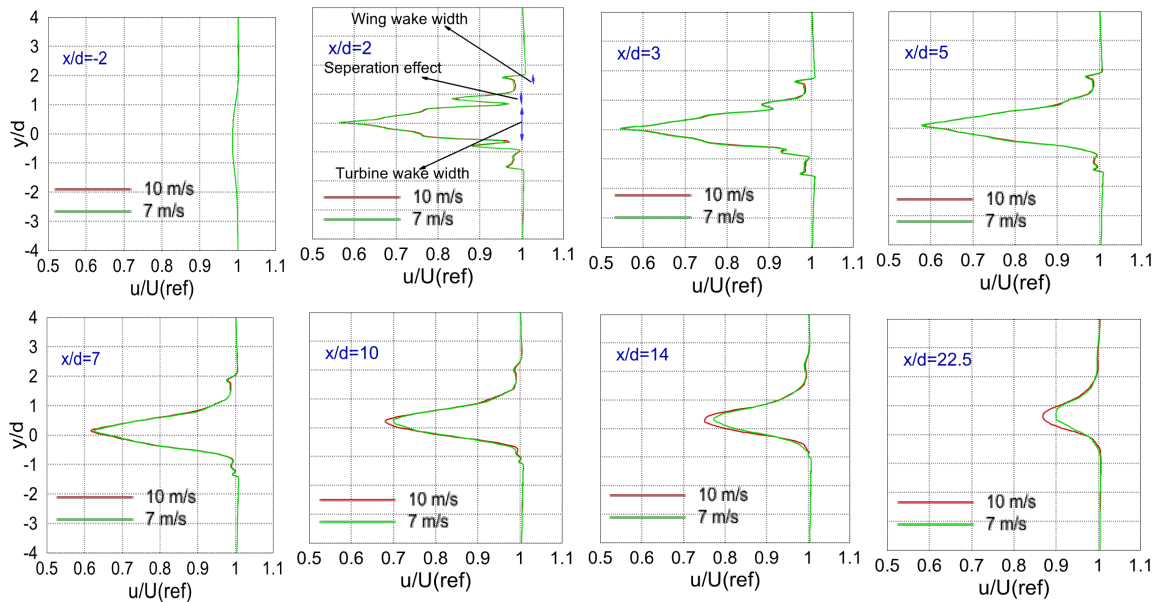 4
3
2
1
0
-1
-2
-3
-4
y/d
x/d=-2
10 m/s
7 m/s
0.5 0.6 0.7 0.8 0.9 1 1.1
u/U(ref)
Wing wake width
x/d=2
Seperation effect
Turbine wake width
10 m/s
7 m/s
0.5 0.6 0.7 0.8 0.9 1 1.1
u/U(ref)
x/d=3
10 m/s
7 m/s
0.5 0.6 0.7 0.8 0.9 1 1.1
u/U(ref)
x/d=5
10 m/s
7 m/s
0.5 0.6 0.7 0.8 0.9 1 1.1
u/U(ref)
4
3
2
1
0
-1
-2
-3
-4
y/d
x/d=7
10 m/s
7 m/s
0.5 0.6 0.7 0.8 0.9 1 1.1
u/U(ref)
x/d=10
10 m/s
7 m/s
0.5 0.6 0.7 0.8 0.9 1 1.1
u/U(ref)
x/d=14
10 m/s
7 m/s
0.5 0.6 0.7 0.8 0.9 1 1.1
u/U(ref)
x/d=22.5
10 m/s
7 m/s
0.5 0.6 0.7 0.8 0.9 1 1.1
u/U(ref)